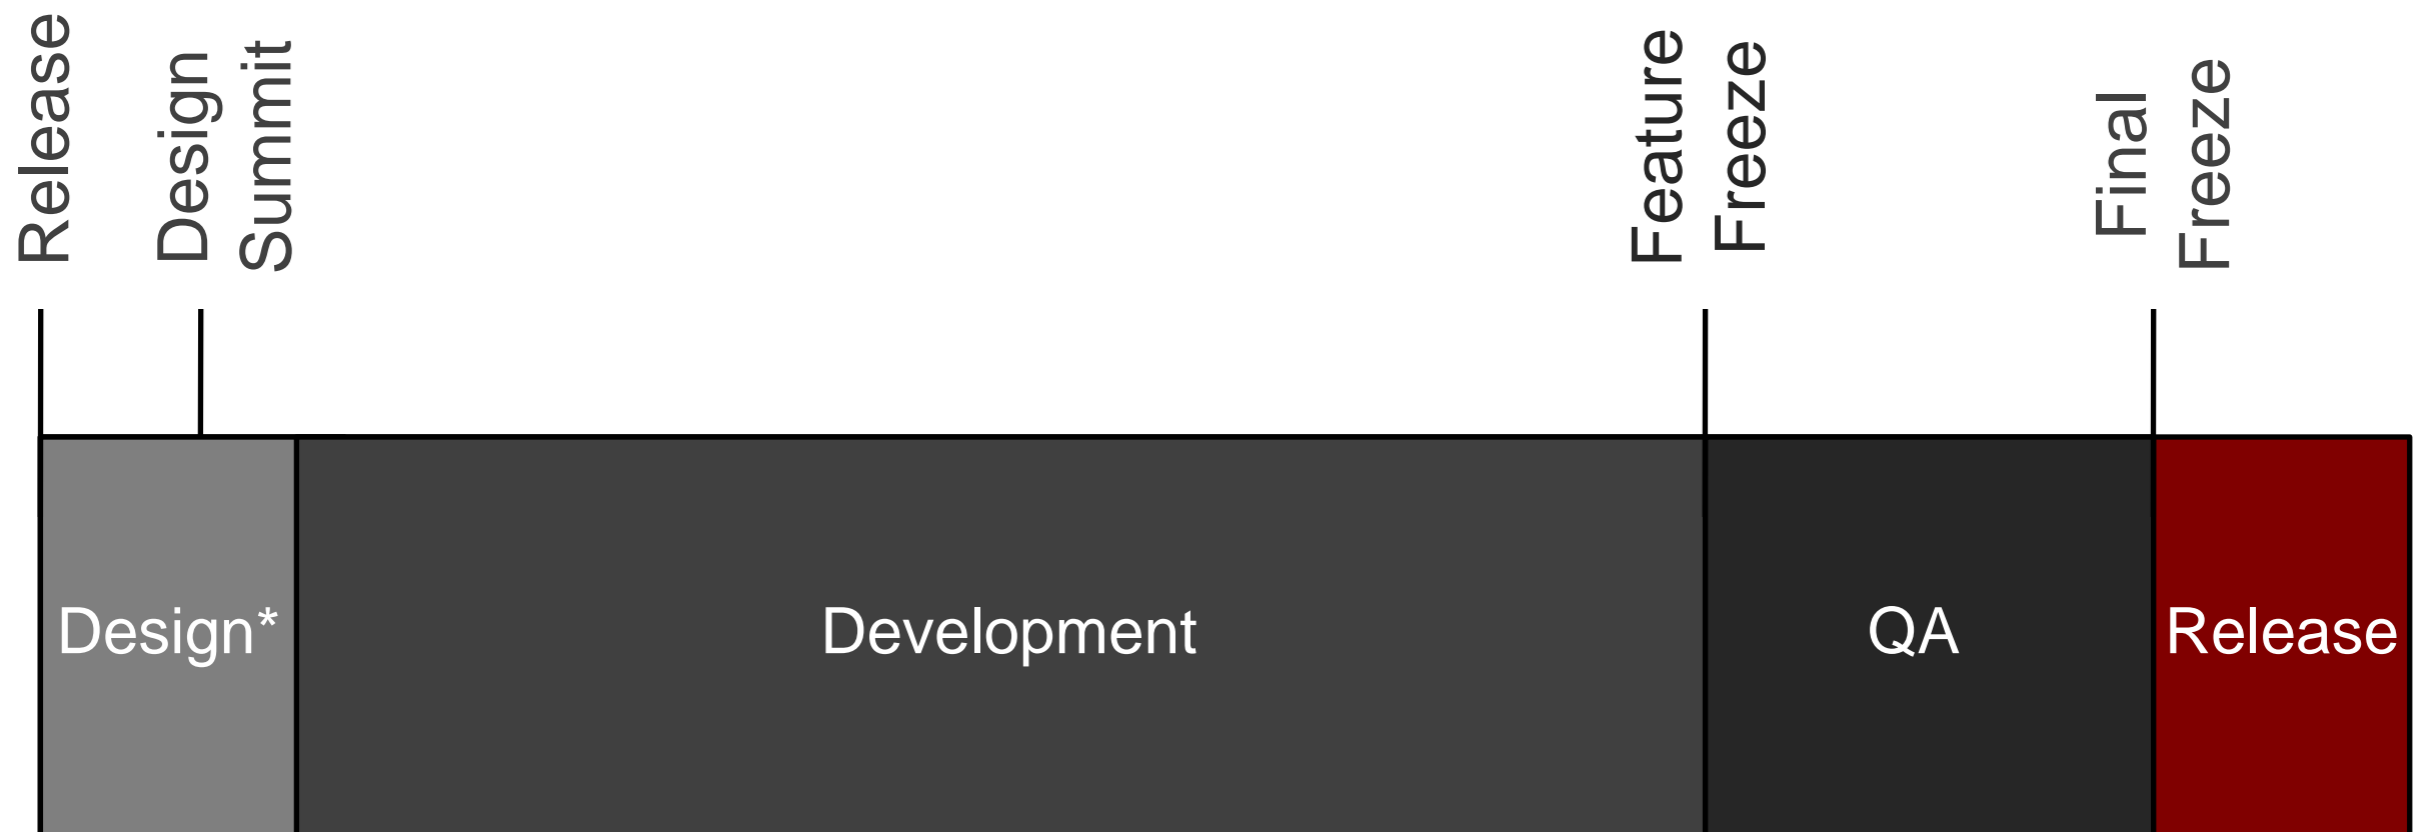 Release
Design
Summit
Feature
Freeze
Final
Freeze
Design*
Development
QA
Release